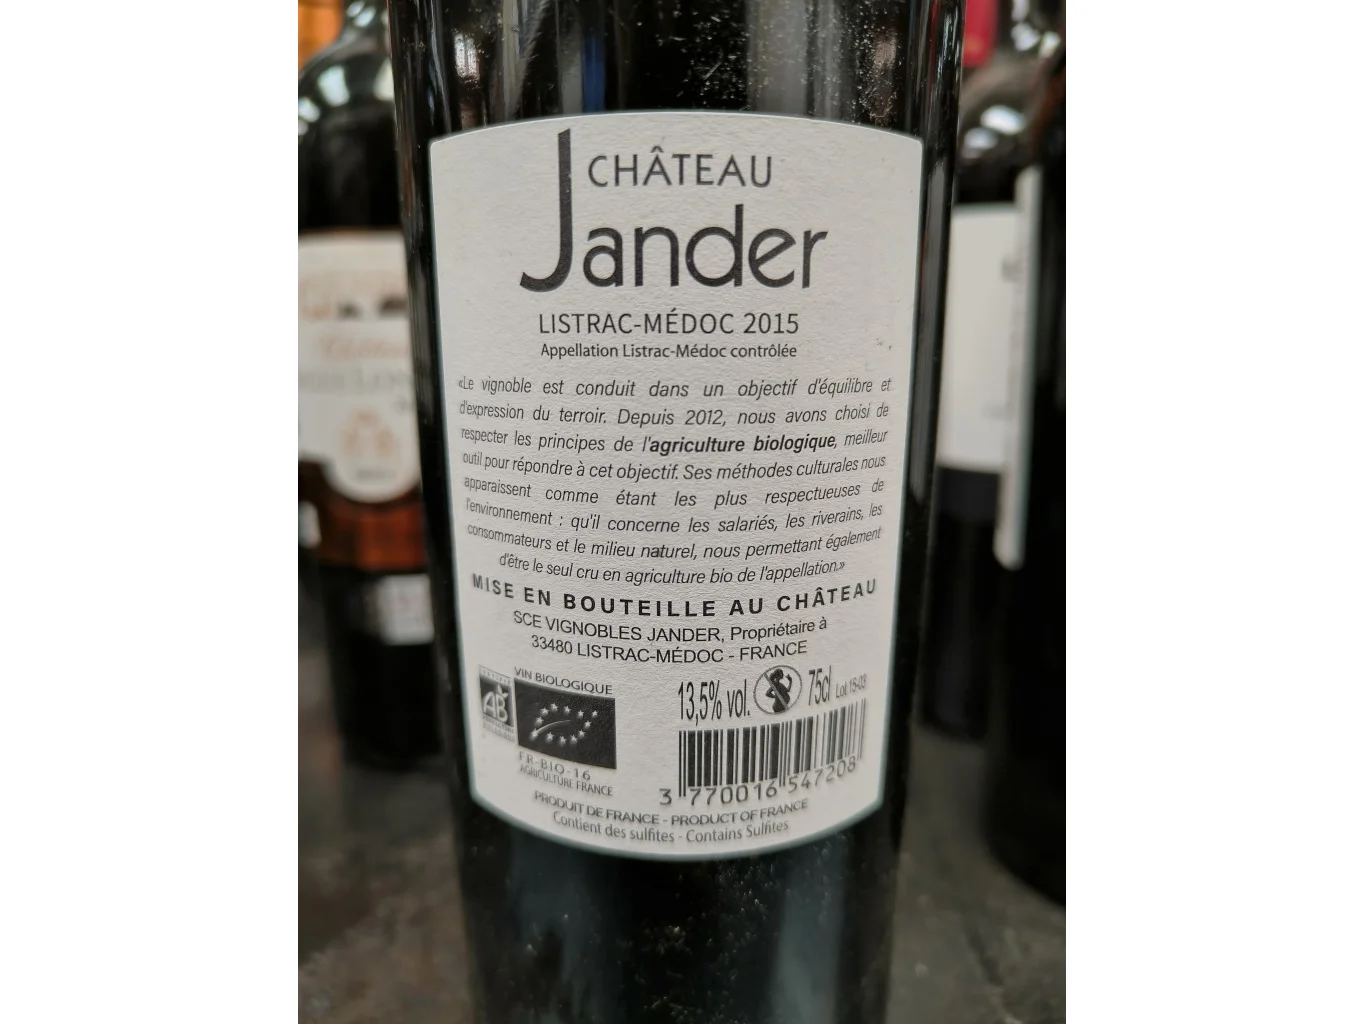 CHÂTEAU
Jander
LISTRAC-MÉDOC 2015
Appellation Listrac-Médoc contrôlée
«Le vignoble est conduit dans un objectif d'équilibre et
d'expression du terroir. Depuis 2012, nous avons choisi de
respecter les principes de l'agriculture biologique, meilleur
outil pour répondre à cet objectif. Ses méthodes culturales nous
apparaissent comme étant les plus respectueuses de
l'environnement : qu'il concerne les salariés, les riverains, les
consommateurs et le milieu naturel, nous permettant également
d'être le seul cru en agriculture bio de l'appellation.»
MISE EN BOUTEILLE AU CHÂTEAU
SCE VIGNOBLES JANDER, Propriétaire à
33480 LISTRAC-MÉDOC - FRANCE
VIN BIOLOGIQUE
AB
FR-BIO-16
AGRICULTURE FRANCE
13,5% vol. 75cl Lot 15-03
3 770016 547208
PRODUIT DE FRANCE - PRODUCT OF FRANCE
Contient des sulfites - Contains Sulfites